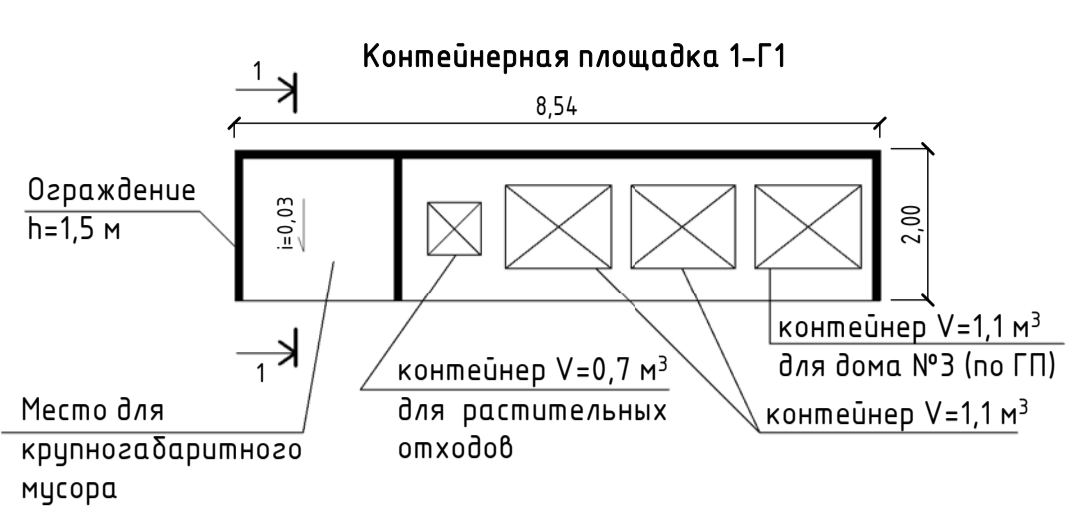 Контейнерная площадка 1-Г1
1
8,54
Ограждение
h=1,5 м
i=0,03
2,00
1
контейнер V=1,1 м³
для дома №3 (по ГП)
контейнер V=0,7 м³
для растительных
отходов
контейнер V=1,1 м³
Место для
крупногабаритного
мусора